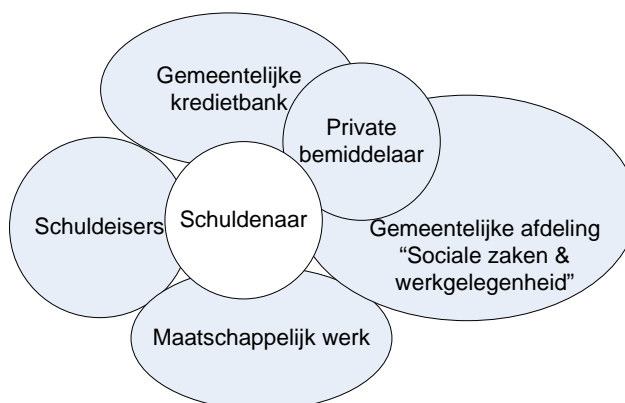 Gemeentelijke
kredietbank
Private
bemiddelaar
Schuldeisers
Schuldenaar
Gemeentelijke afdeling
“Sociale zaken &
werkgelegenheid”
Maatschappelijk werk